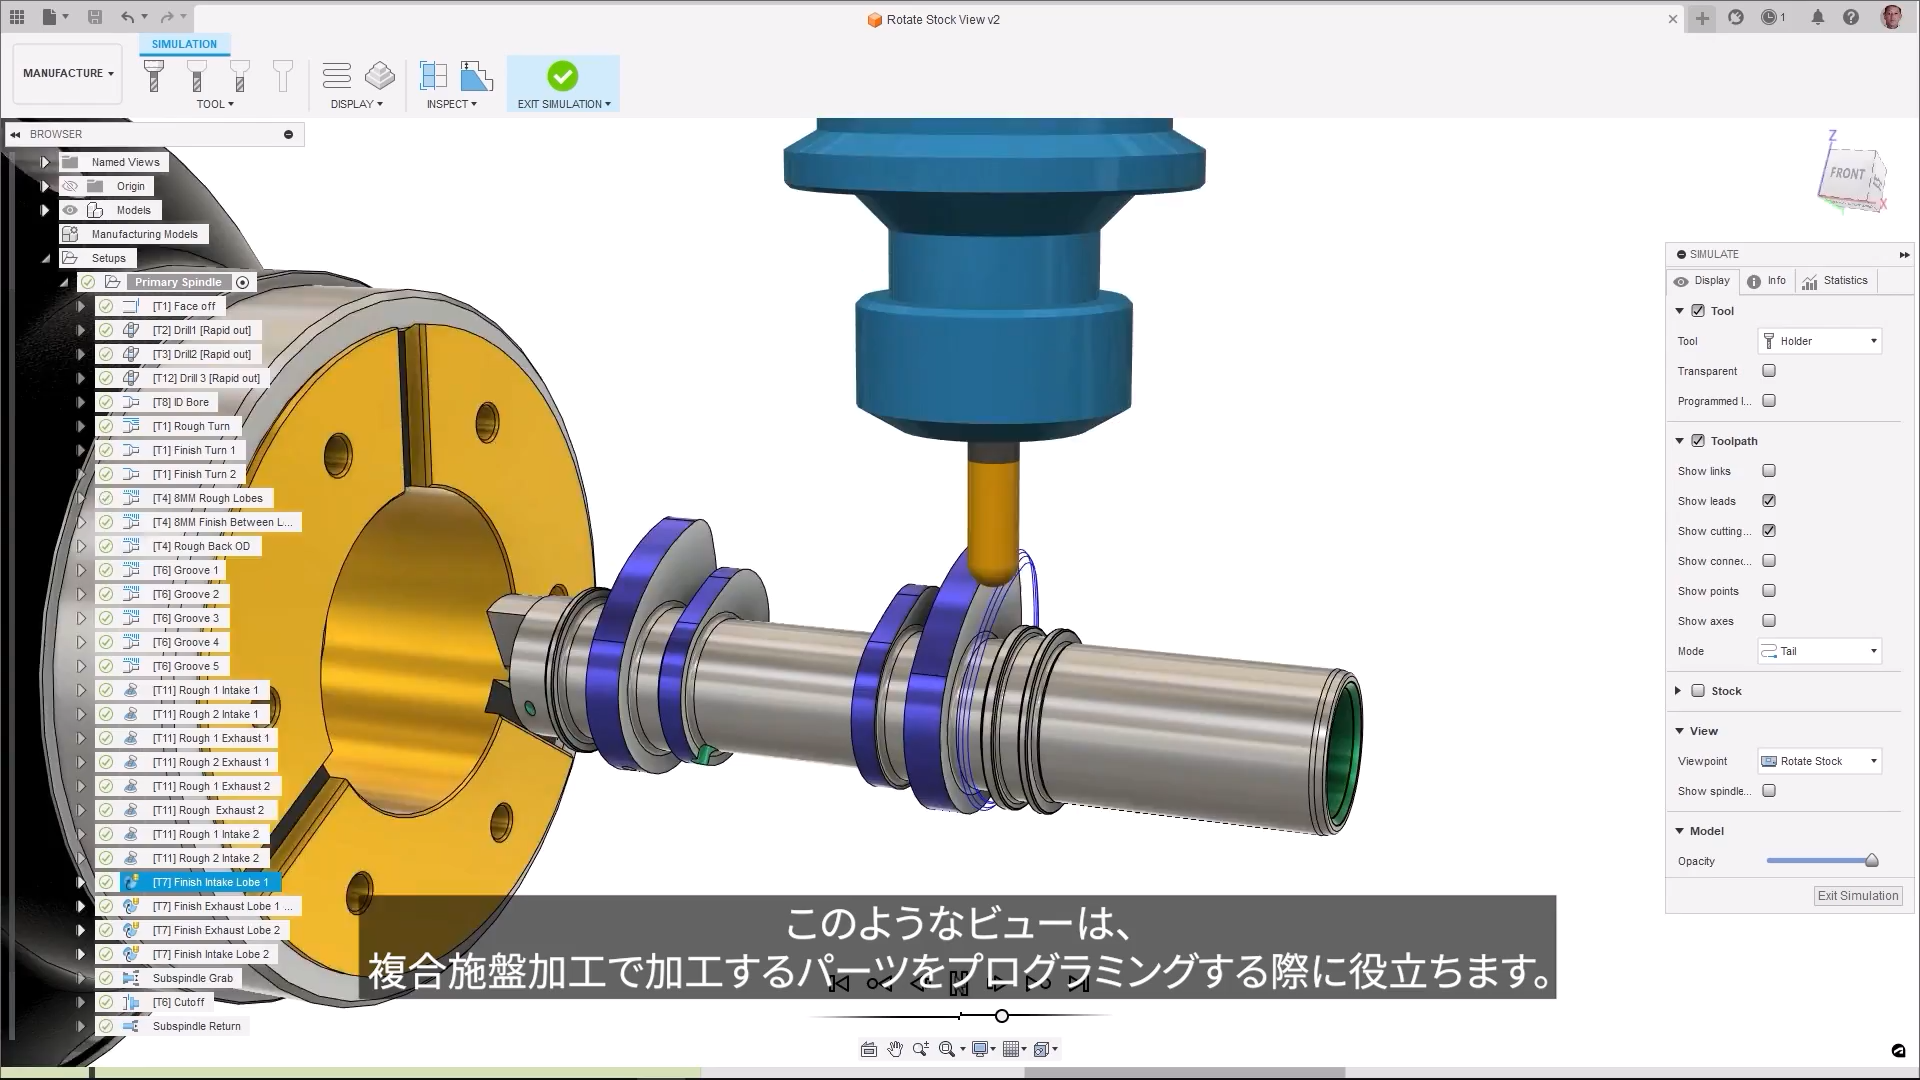 Rotate Stock View v2
1
SIMULATION
MANUFACTURE
TOOL
DISPLAY
INSPECT
EXIT SIMULATION
BROWSER
Named Views
Origin
Models
Manufacturing Models
Setups
Primary Spindle
[T1] Face off
[T2] Drill1 [Rapid out]
[T3] Drill2 [Rapid out]
[T12] Drill 3 [Rapid out]
[T8] ID Bore
[T1] Rough Turn
[T1] Finish Turn 1
[T1] Finish Turn 2
[T4] 8MM Rough Lobes
[T4] 8MM Finish Between L...
[T4] Rough Back OD
[T6] Groove 1
[T6] Groove 2
[T6] Groove 3
[T6] Groove 4
[T6] Groove 5
[T11] Rough 1 Intake 1
[T11] Rough 2 Intake 1
[T11] Rough 1 Exhaust 1
[T11] Rough 2 Exhaust 1
[T11] Rough 1 Exhaust 2
[T11] Rough  Exhaust 2
[T11] Rough 1 Intake 2
[T11] Rough 2 Intake 2
[T7] Finish Intake Lobe 1
[T7] Finish Exhaust Lobe 1 ...
[T7] Finish Exhaust Lobe 2
[T7] Finish Intake Lobe 2
Subspindle Grab
[T6] Cutoff
Subspindle Return
Z
FRONT
X
SIMULATE
Display
Info
Statistics
Tool
Tool
Holder
Transparent
Programmed l...
Toolpath
Show links
Show leads
Show cutting...
Show connec...
Show points
Show axes
Mode
Tail
Stock
View
Viewpoint
Rotate Stock
Show spindle...
Model
Opacity
Exit Simulation
このようなビューは、
複合施盤加工で加工するパーツをプログラミングする際に役立ちます。